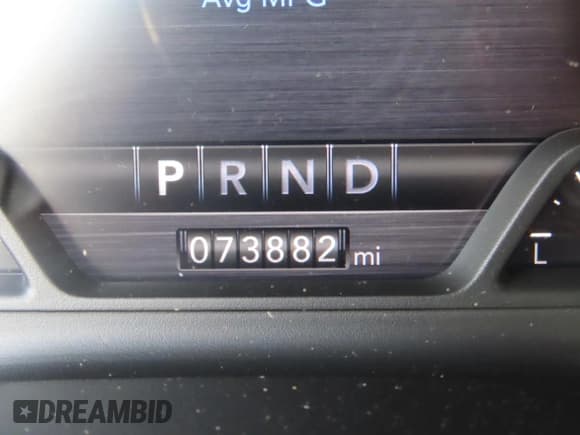 Avg MPG
P R N D
073882 mi
L
DREAMBID